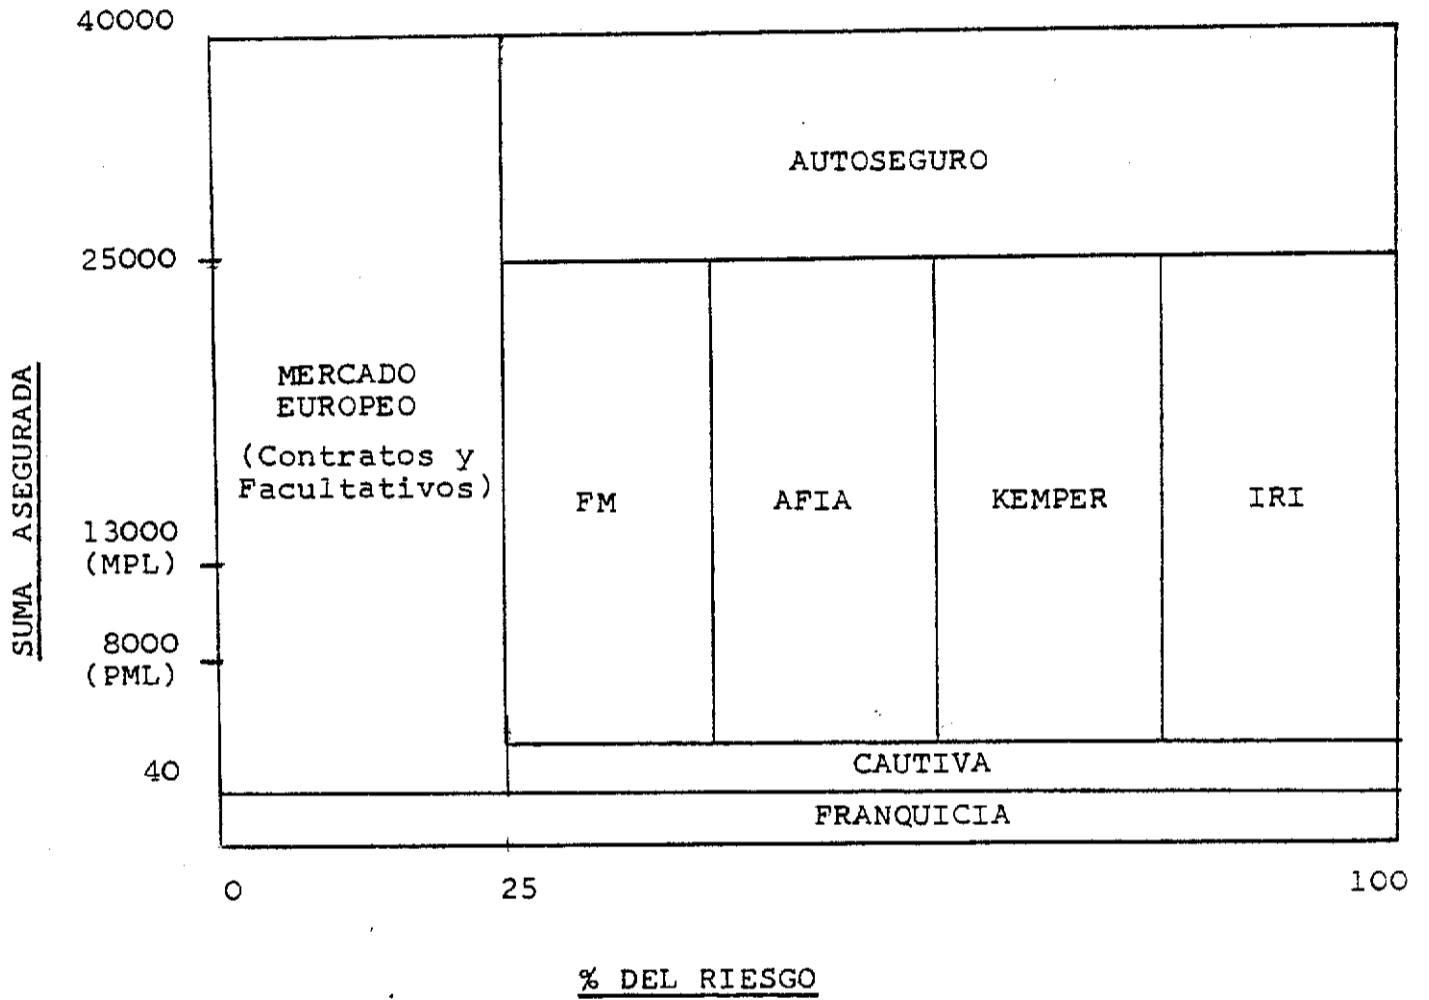 40000
AUTOSEGURO
25000
MERCADO
EUROPEO
(Contratos y
Facultativos)
FM
AFIA
KEMPER
IRI
13000
(MPL)
8000
(PML)
SUMA ASEGURADA
40
CAUTIVA
FRANQUICIA
0
25
100
% DEL RIESGO